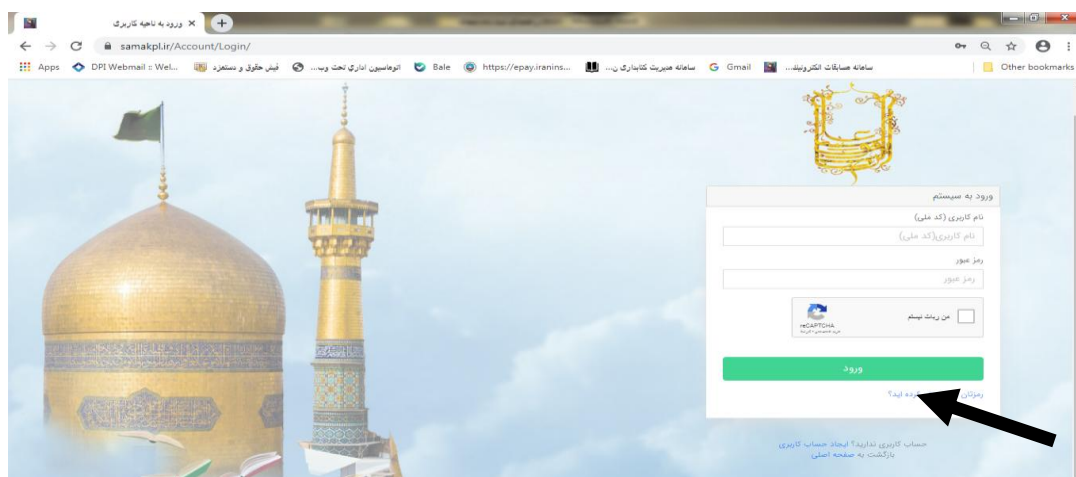 ورود به ناحیه کاربری
samakpl.ir/Account/Login/
Apps DPI Webmail :: Wel... فیش حقوق و دستمزد اتوماسیون اداری تحت وب... Bale https://epay.iranins... سامانه مدیریت کتابداری ن... Gmail سامانه مسابقات الکترونیک... Other bookmarks
ورود به سیستم
نام کاربری (کد ملی)
نام کاربری(کد ملی)
رمز عبور
رمز عبور
من ربات نیستم
reCAPTCHA
ورود
رمزتان کرده اید؟
حساب کاربری ندارید؟ ایجاد حساب کاربری
بازگشت به صفحه اصلی